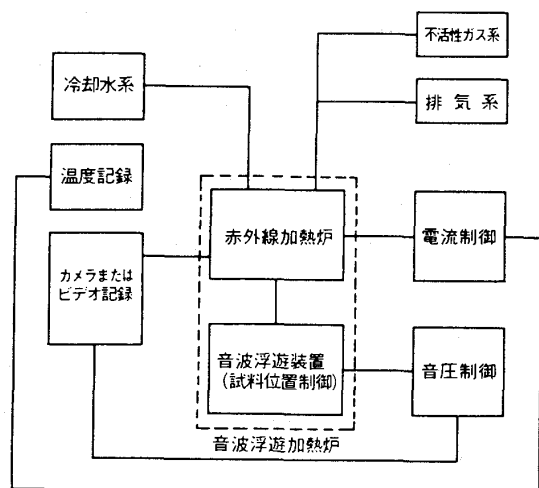 不活性ガス系
冷却水系
排気系
温度記録
赤外線加熱炉
電流制御
カメラまたは
ビデオ記録
音波浮遊装置
(試料位置制御)
音圧制御
音波浮遊加熱炉